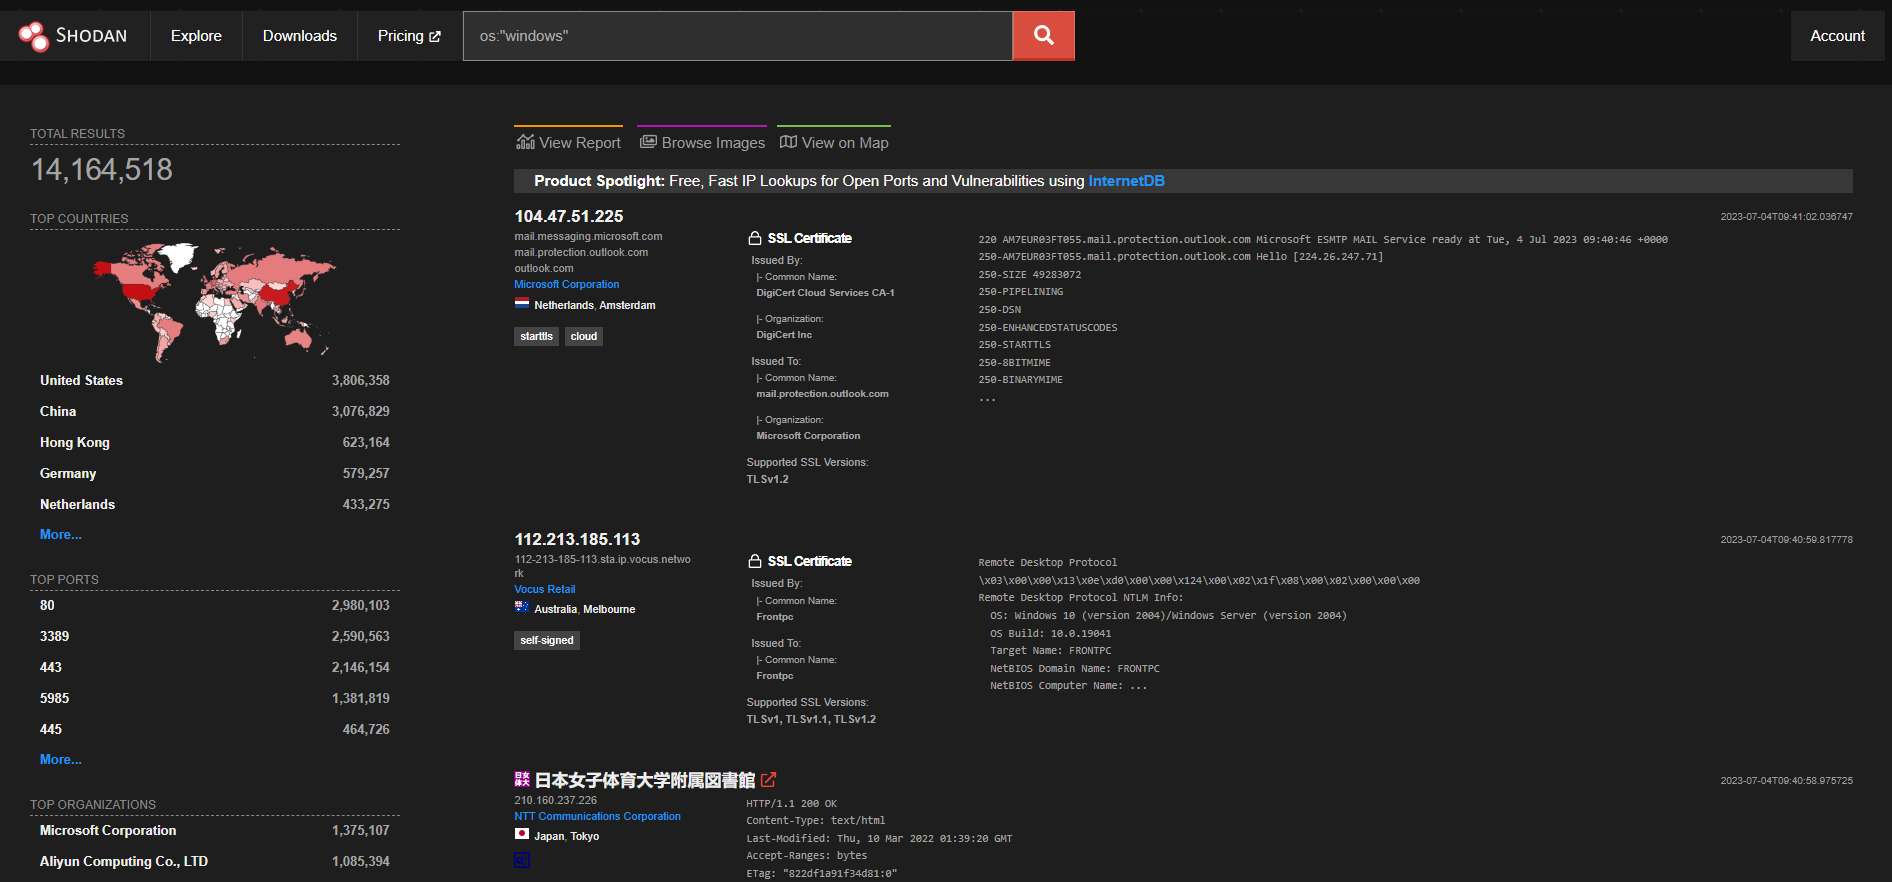 SHODAN
Explore
Downloads
Pricing
os:"windows"
Account
TOTAL RESULTS
14,164,518
TOP COUNTRIES
United States 3,806,358
China 3,076,829
Hong Kong 623,164
Germany 579,257
Netherlands 433,275
More...
TOP PORTS
80 2,980,103
3389 2,590,563
443 2,146,154
5985 1,381,819
445 464,726
More...
TOP ORGANIZATIONS
Microsoft Corporation 1,375,107
Aliyun Computing Co., LTD 1,085,394
View Report
Browse Images
View on Map
Product Spotlight: Free, Fast IP Lookups for Open Ports and Vulnerabilities using InternetDB
104.47.51.225
2023-07-04T09:41:02.036747
mail.messaging.microsoft.com
mail.protection.outlook.com
outlook.com
Microsoft Corporation
Netherlands, Amsterdam
starttls
cloud
SSL Certificate
Issued By:
|- Common Name:
DigiCert Cloud Services CA-1
|- Organization:
DigiCert Inc
Issued To:
|- Common Name:
mail.protection.outlook.com
|- Organization:
Microsoft Corporation
Supported SSL Versions:
TLSv1.2
220 AM7EUR03FT055.mail.protection.outlook.com Microsoft ESMTP MAIL Service ready at Tue, 4 Jul 2023 09:40:46 +0000
250-AM7EUR03FT055.mail.protection.outlook.com Hello [224.26.247.71]
250-SIZE 49283072
250-PIPELINING
250-DSN
250-ENHANCEDSTATUSCODES
250-STARTTLS
250-8BITMIME
250-BINARYMIME
...
112.213.185.113
2023-07-04T09:40:59.817778
112-213-185-113.sta.ip.vocus.netwo
rk
Vocus Retail
Australia, Melbourne
self-signed
SSL Certificate
Issued By:
|- Common Name:
Frontpc
Issued To:
|- Common Name:
Frontpc
Supported SSL Versions:
TLSv1, TLSv1.1, TLSv1.2
Remote Desktop Protocol
\x03\x00\x00\x13\x0e\xd0\x00\x00\x124\x00\x02\x1f\x08\x00\x02\x00\x00\x00
Remote Desktop Protocol NTLM Info:
OS: Windows 10 (version 2004)/Windows Server (version 2004)
OS Build: 10.0.19041
Target Name: FRONTPC
NetBIOS Domain Name: FRONTPC
NetBIOS Computer Name: ...
日女体大
日本女子体育大学附属図書館
2023-07-04T09:40:58.975725
210.160.237.226
NTT Communications Corporation
Japan, Tokyo
HTTP/1.1 200 OK
Content-Type: text/html
Last-Modified: Thu, 10 Mar 2022 01:39:20 GMT
Accept-Ranges: bytes
ETag: "822df1a91f34d81:0"